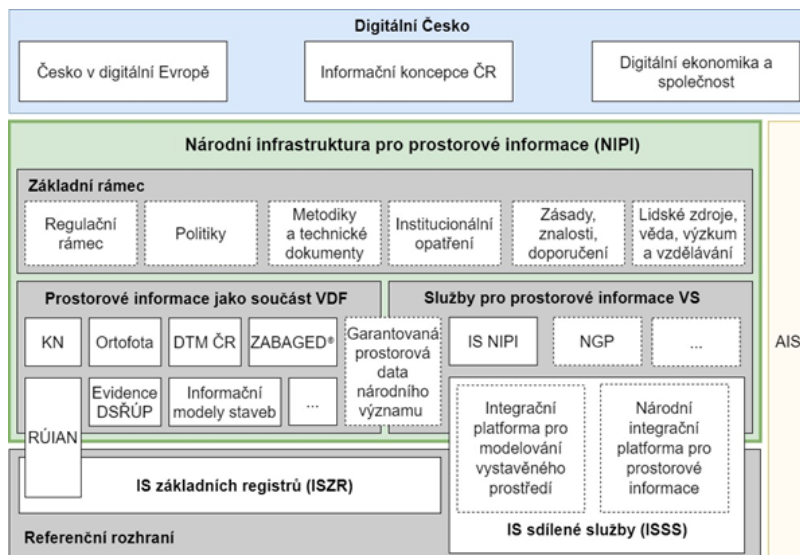 Digitální Česko
Česko v digitální Evropě
Informační koncepce ČR
Digitální ekonomika a
společnost
Národní infrastruktura pro prostorové informace (NIPI)
Základní rámec
Regulační
rámec
Politiky
Metodiky
a technické
dokumenty
Institucionální
opatření
Zásady,
znalosti,
doporučení
Lidské zdroje,
věda, výzkum
a vzdělávání
Prostorové informace jako součást VDF
KN
Ortofota
DTM ČR
ZABAGED®
Garantovaná
prostorová
data
národního
významu
RÚIAN
Evidence
DSŘÚP
Informační
modely staveb
...
Služby pro prostorové informace VS
IS NIPI
NGP
...
Integrační
platforma pro
modelování
vystavěného
prostředí
Národní
integrační
platforma pro
prostorové
informace
AIS
IS základních registrů (ISZR)
IS sdílené služby (ISSS)
Referenční rozhraní